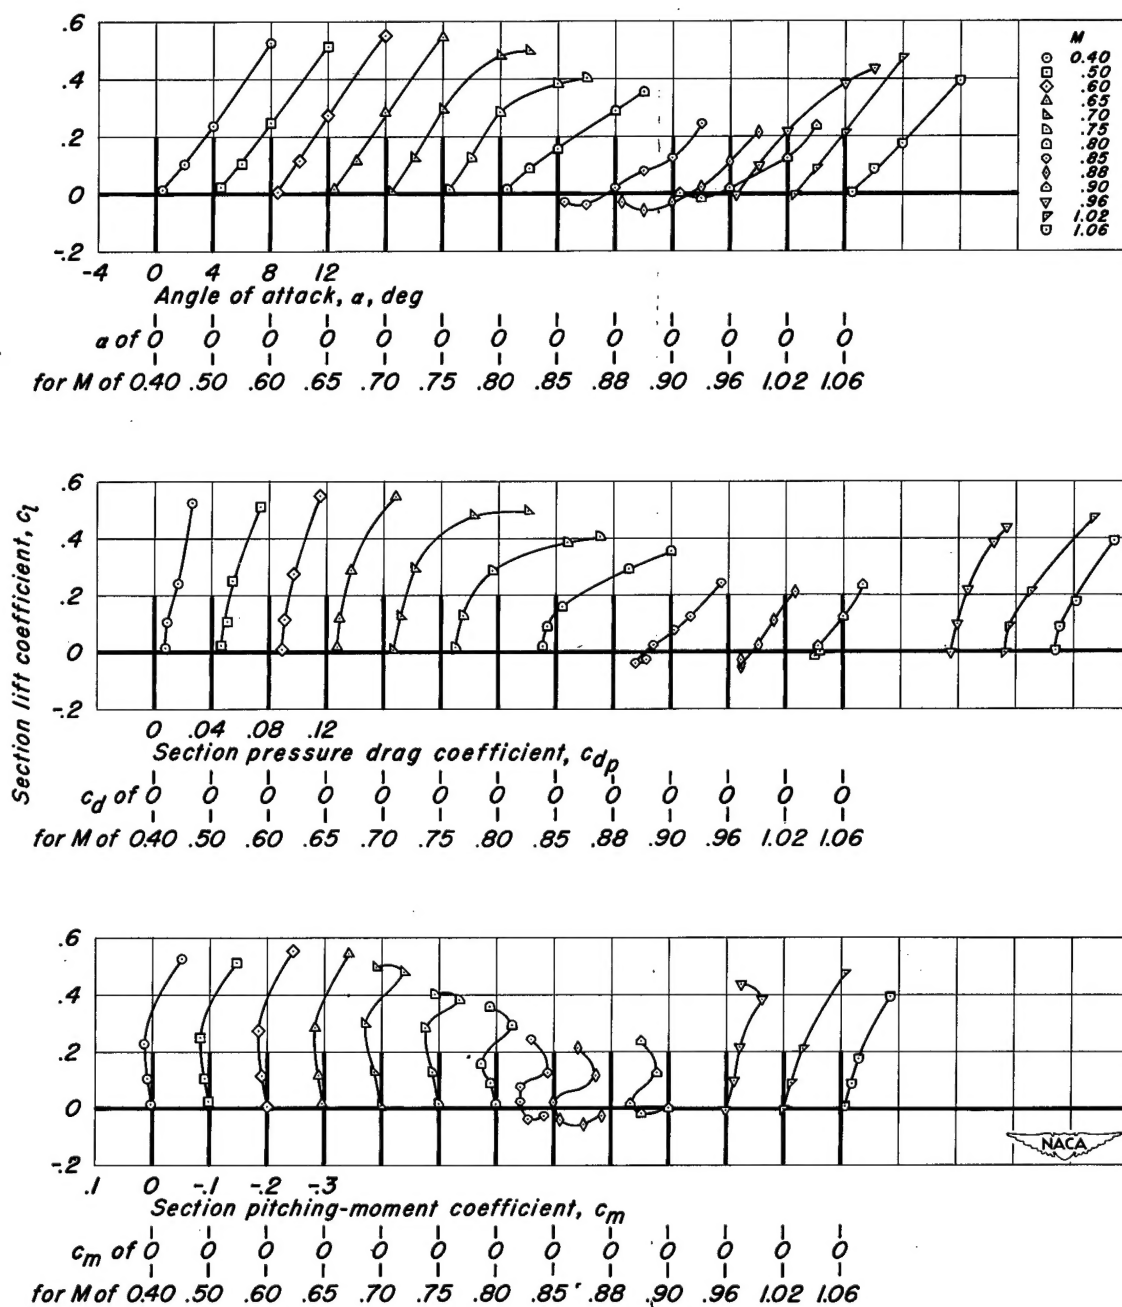 .6
.4
.2
0
-.2
M
0.40
.50
.60
.65
.70
.75
.80
.85
.88
.90
.96
1.02
1.06
-4 0 4 8 12
Angle of attack, α, deg
α of 0 0 0 0 0 0 0 0 0 0 0 0 0
for M of 0.40 .50 .60 .65 .70 .75 .80 .85 .88 .90 .96 1.02 1.06
Section lift coefficient, cl
.6
.4
.2
0
-.2
0 .04 .08 .12
Section pressure drag coefficient, cdp
cd of 0 0 0 0 0 0 0 0 0 0 0 0 0
for M of 0.40 .50 .60 .65 .70 .75 .80 .85 .88 .90 .96 1.02 1.06
.6
.4
.2
0
-.2
NACA
.1 0 -.1 -.2 -.3
Section pitching-moment coefficient, cm
cm of 0 0 0 0 0 0 0 0 0 0 0 0 0
for M of 0.40 .50 .60 .65 .70 .75 .80 .85 .88 .90 .96 1.02 1.06